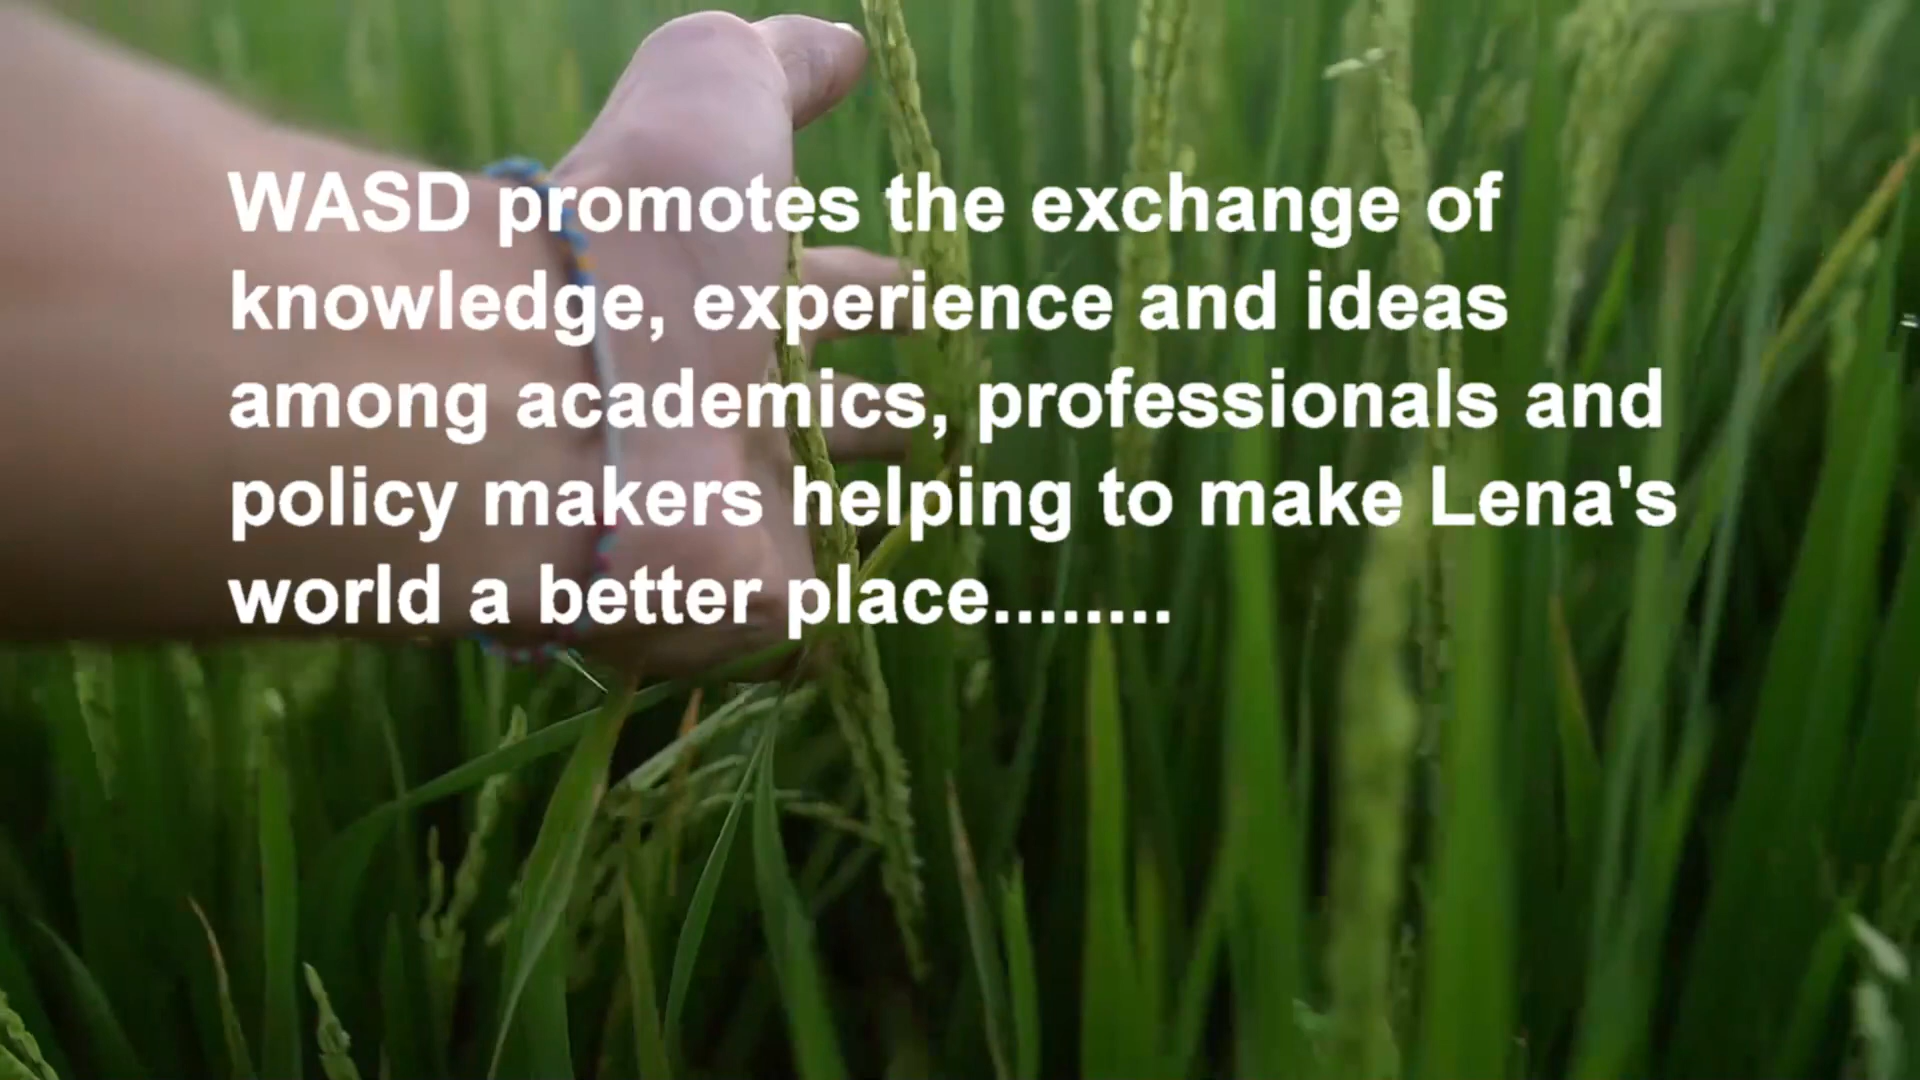 WASD promotes the exchange of
knowledge, experience and ideas
among academics, professionals and
policy makers helping to make Lena's
world a better place........